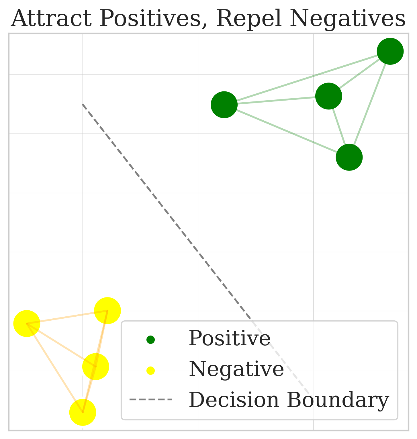 Attract Positives, Repel Negatives
Positive
Negative
Decision Boundary